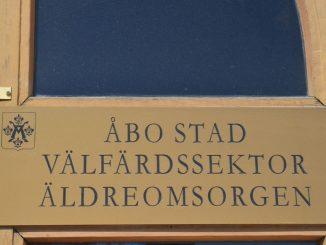 ÅBO STAD
VÄLFÄRDSSEKTOR
ÄLDREOMSORGEN